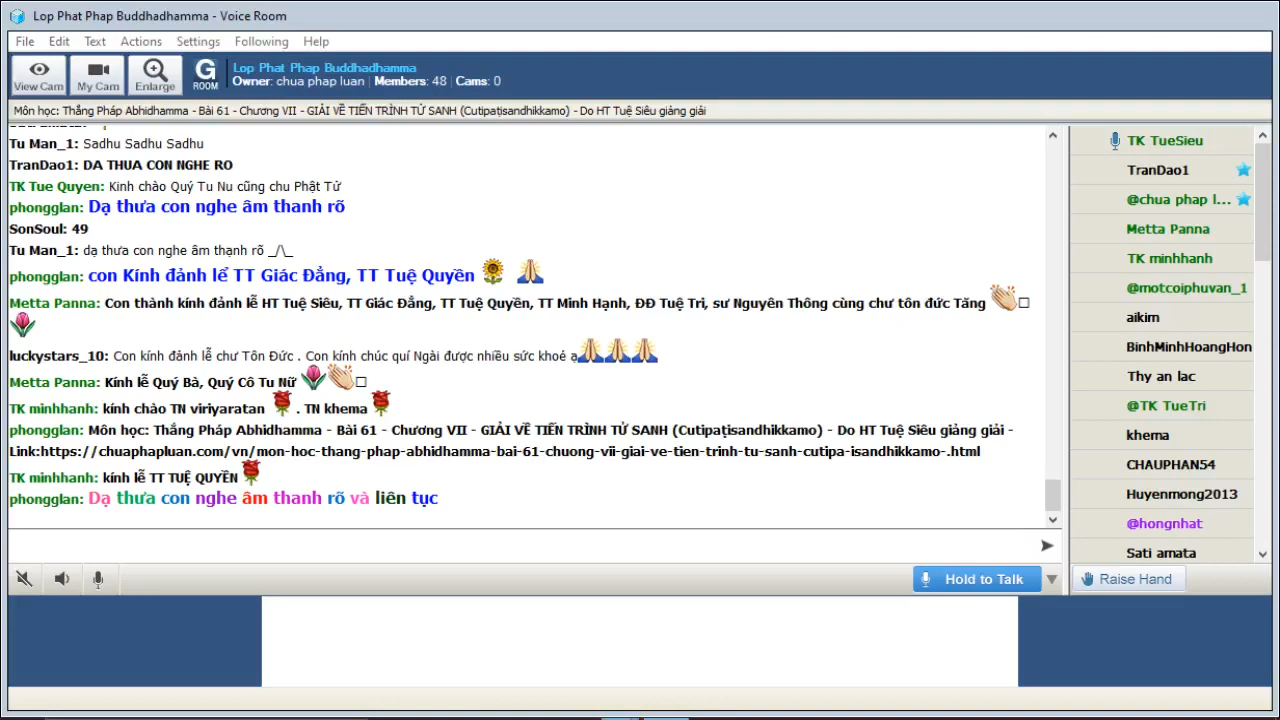 Lop Phat Phap Buddhadhamma - Voice Room
File Edit Text Actions Settings Following Help
View Cam My Cam Enlarge G ROOM
Lop Phat Phap Buddhadhamma
Owner: chua phap luan | Members: 48 | Cams: 0
Môn học: Thắng Pháp Abhidhamma - Bài 61 - Chương VII - GIẢI VỀ TIẾN TRÌNH TỬ SANH (Cutipaṭisandhikkamo) - Do HT Tuệ Siêu giảng giải
Tu Man_1: Sadhu Sadhu Sadhu
TranDao1: DA THUA CON NGHE RO
TK Tue Quyen: Kinh chào Quý Tu Nu cũng chu Phật Tử
phongglan: Dạ thưa con nghe âm thanh rõ
SonSoul: 49
Tu Man_1: dạ thưa con nghe âm thạnh rõ _/\_
phongglan: con Kính đảnh lể TT Giác Đẳng, TT Tuệ Quyền
Metta Panna: Con thành kính đảnh lễ HT Tuệ Siêu, TT Giác Đẳng, TT Tuệ Quyền, TT Minh Hạnh, ĐĐ Tuệ Tri, sư Nguyên Thông cùng chư tôn đức Tăng
luckystars_10: Con kính đảnh lễ chư Tôn Đức . Con kính chúc quí Ngài được nhiều sức khoẻ ạ
Metta Panna: Kính lễ Quý Bà, Quý Cô Tu Nữ
TK minhhanh: kính chào TN viriyaratan . TN khema
phongglan: Môn học: Thắng Pháp Abhidhamma - Bài 61 - Chương VII - GIẢI VỀ TIẾN TRÌNH TỬ SANH (Cutipaṭisandhikkamo) - Do HT Tuệ Siêu giảng giải -
Link:https://chuaphapluan.com/vn/mon-hoc-thang-phap-abhidhamma-bai-61-chuong-vii-giai-ve-tien-trinh-tu-sanh-cutipa-isandhikkamo-.html
TK minhhanh: kính lễ TT TUỆ QUYỀN
phongglan: Dạ thưa con nghe âm thanh rõ và liên tục
Hold to Talk
TK TueSieu
TranDao1
@chua phap l...
Metta Panna
TK minhhanh
@motcoiphuvan_1
aikim
BinhMinhHoangHon
Thy an lac
@TK TueTri
khema
CHAUPHAN54
Huyenmong2013
@hongnhat
Sati amata
Raise Hand